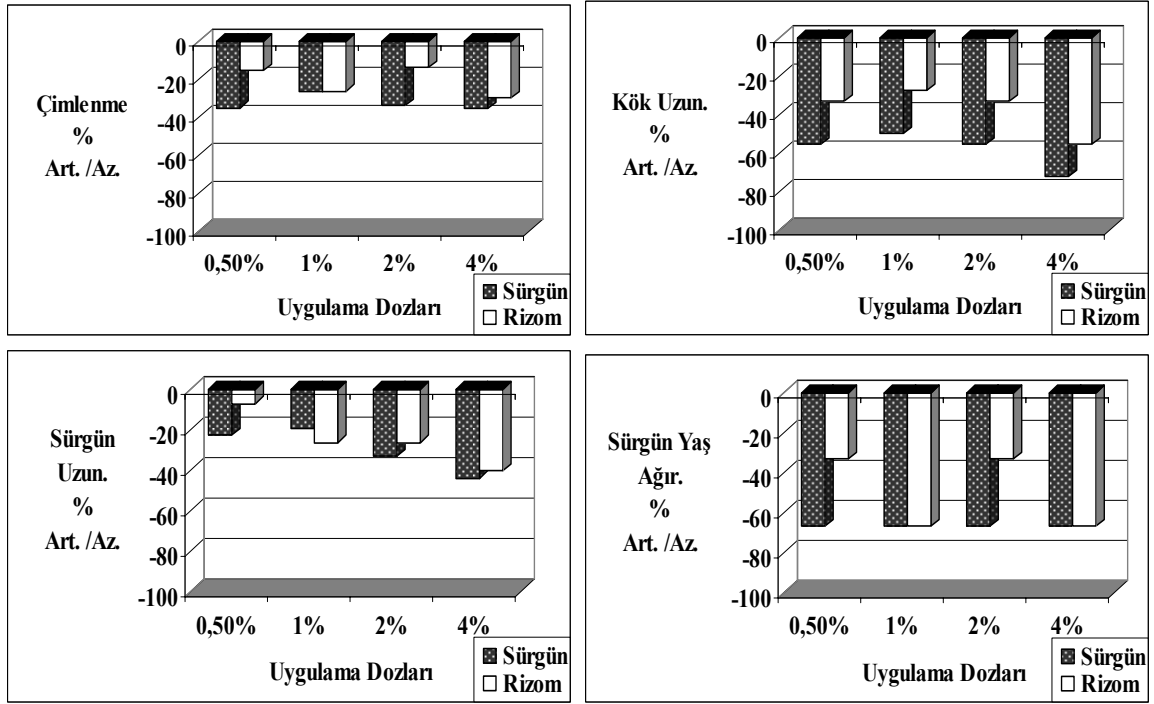 Çimlenme
%
Art. /Az.
0
-20
-40
-60
-80
-100
0,50% 1% 2% 4%
Uygulama Dozları
Sürgün
Rizom
Kök Uzun.
%
Art. /Az.
0
-20
-40
-60
-80
-100
0,50% 1% 2% 4%
Uygulama Dozları
Sürgün
Rizom
Sürgün
Uzun.
%
Art. /Az.
0
-20
-40
-60
-80
-100
0,50% 1% 2% 4%
Uygulama Dozları
Sürgün
Rizom
Sürgün Yaş
Ağır.
%
Art. /Az.
0
-20
-40
-60
-80
-100
0,50% 1% 2% 4%
Uygulama Dozları
Sürgün
Rizom